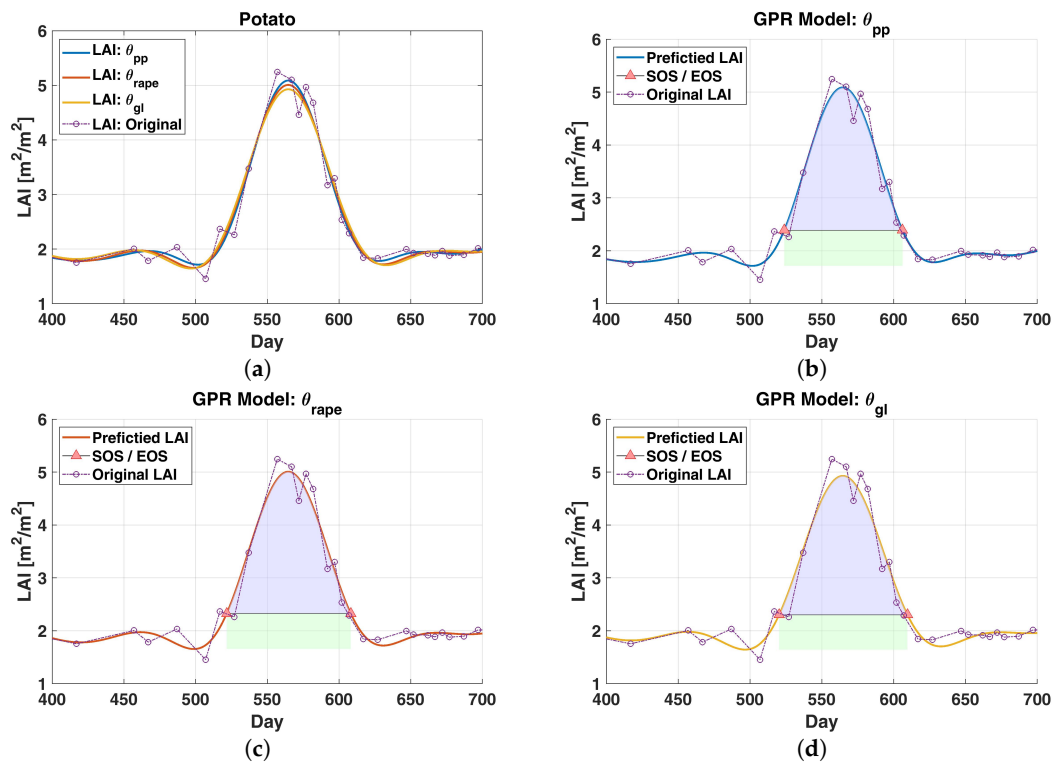 Potato
LAI: θpp
LAI: θrape
LAI: θgl
LAI: Original
LAI [m²/m²]
6
5
4
3
2
1
400 450 500 550 600 650 700
Day
(a)
GPR Model: θpp
Prefictied LAI
SOS / EOS
Original LAI
LAI [m²/m²]
6
5
4
3
2
1
400 450 500 550 600 650 700
Day
(b)
GPR Model: θrape
Prefictied LAI
SOS / EOS
Original LAI
LAI [m²/m²]
6
5
4
3
2
1
400 450 500 550 600 650 700
Day
(c)
GPR Model: θgl
Prefictied LAI
SOS / EOS
Original LAI
LAI [m²/m²]
6
5
4
3
2
1
400 450 500 550 600 650 700
Day
(d)